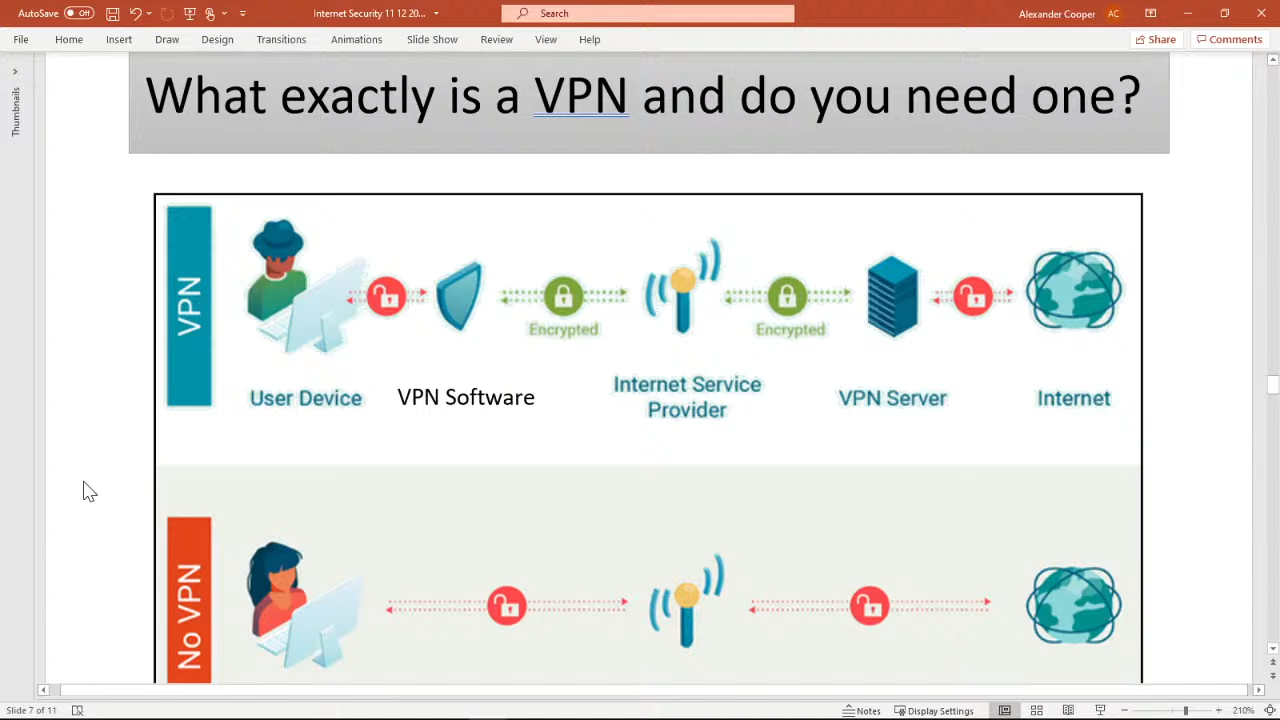 AutoSave Off Internet Security 11 12 20... Search Alexander Cooper AC
File Home Insert Draw Design Transitions Animations Slide Show Review View Help Share Comments
Thumbnails
What exactly is a VPN and do you need one?
VPN
Encrypted Encrypted
User Device VPN Software Internet Service Provider VPN Server Internet
No VPN
Slide 7 of 11 Notes Display Settings 210%